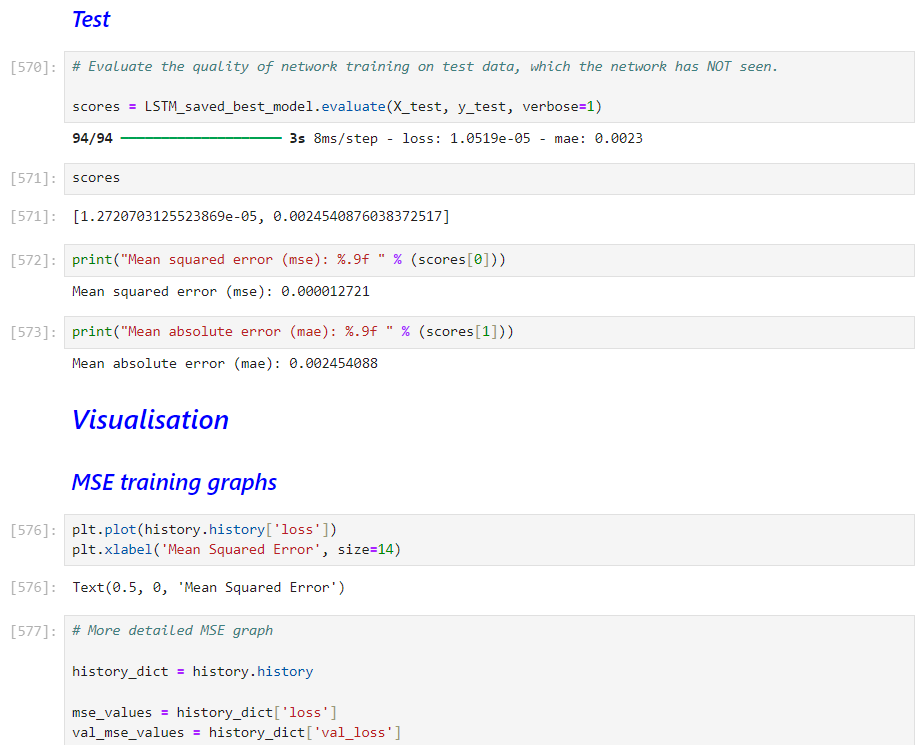 Test
[570]: # Evaluate the quality of network training on test data, which the network has NOT seen.
scores = LSTM_saved_best_model.evaluate(X_test, y_test, verbose=1)
94/94 ━━━━━━━━━━━━━━━━━━━━ 3s 8ms/step - loss: 1.0519e-05 - mae: 0.0023
[571]: scores
[571]: [1.2720703125523869e-05, 0.0024540876038372517]
[572]: print("Mean squared error (mse): %.9f " % (scores[0]))
Mean squared error (mse): 0.000012721
[573]: print("Mean absolute error (mae): %.9f " % (scores[1]))
Mean absolute error (mae): 0.002454088
Visualisation
MSE training graphs
[576]: plt.plot(history.history['loss'])
plt.xlabel('Mean Squared Error', size=14)
[576]: Text(0.5, 0, 'Mean Squared Error')
[577]: # More detailed MSE graph
history_dict = history.history
mse_values = history_dict['loss']
val_mse_values = history_dict['val_loss']